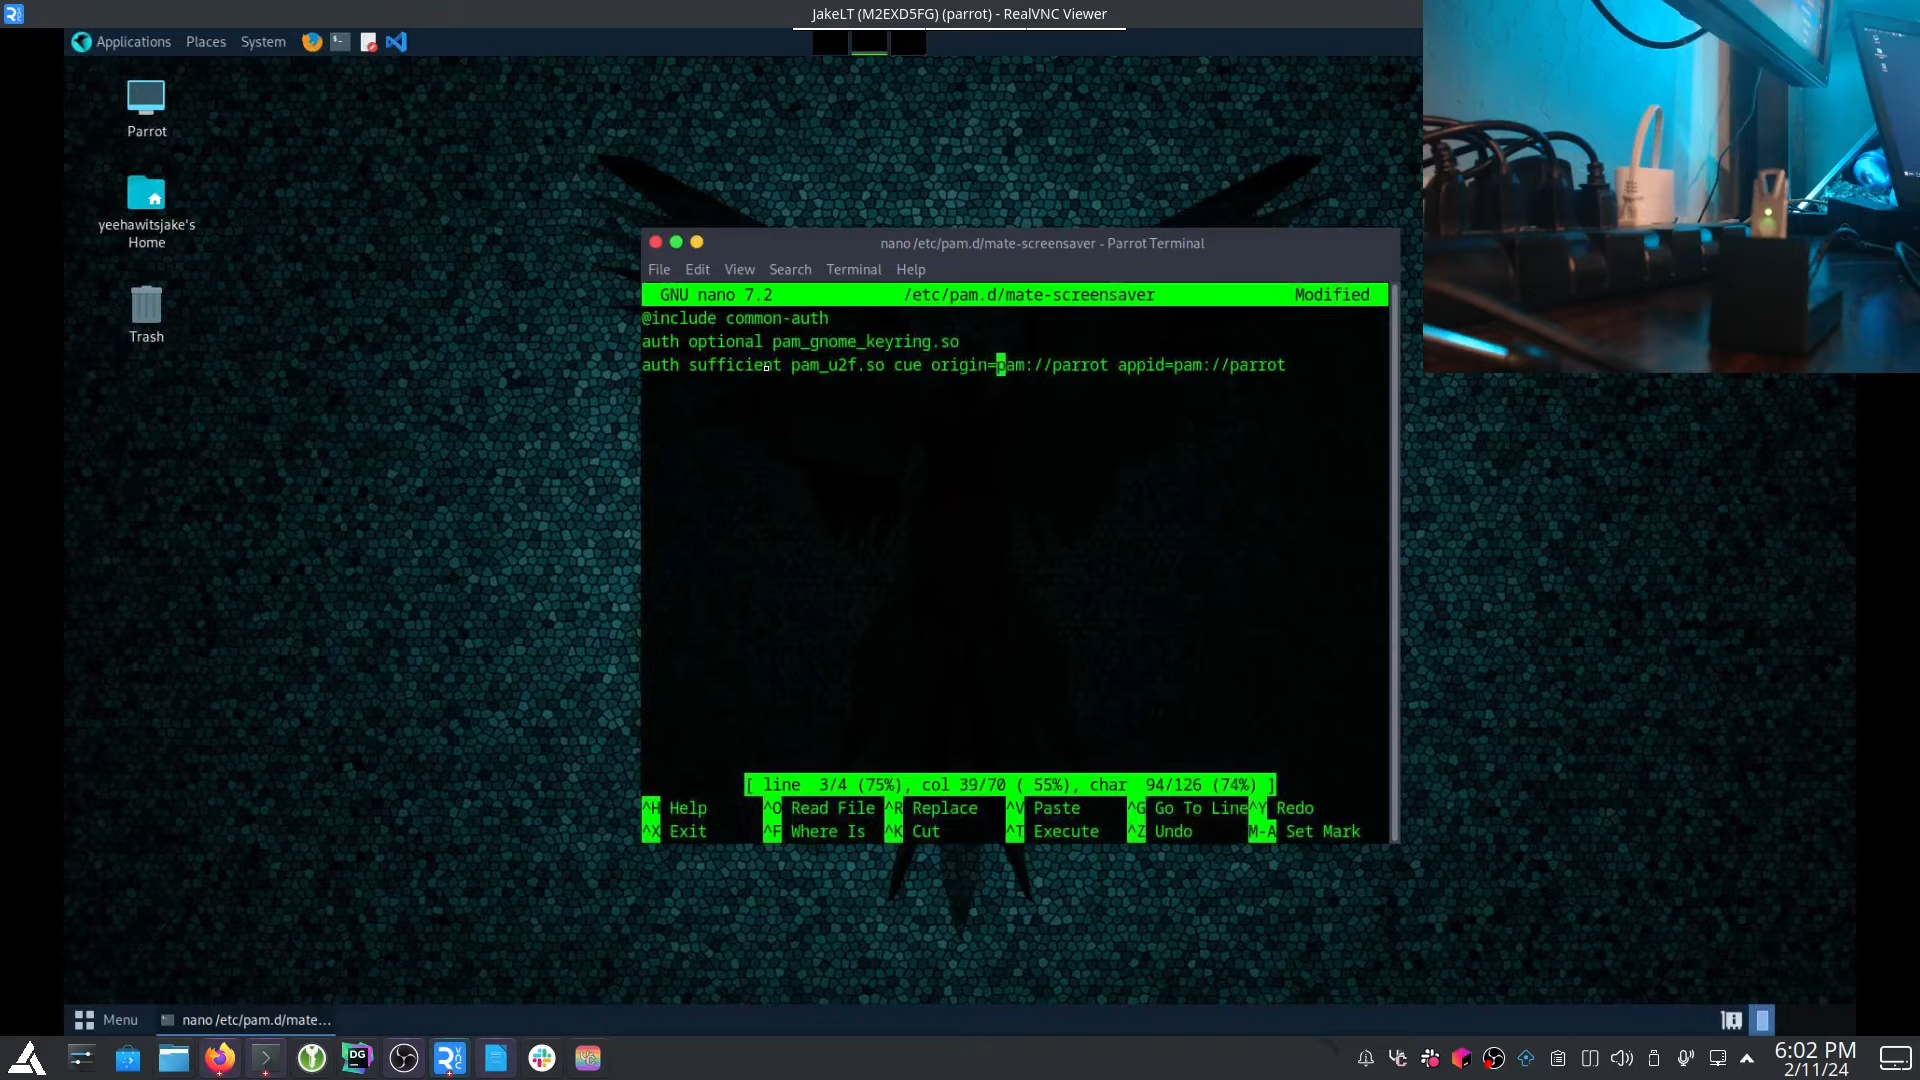 JakeLT (M2EXD5FG) (parrot) - RealVNC Viewer
Applications Places System
Parrot
yeehawitsjake's
Home
Trash
nano /etc/pam.d/mate-screensaver - Parrot Terminal
File Edit View Search Terminal Help
GNU nano 7.2 /etc/pam.d/mate-screensaver Modified
@include common-auth
auth optional pam_gnome_keyring.so
auth sufficient pam_u2f.so cue origin=pam://parrot appid=pam://parrot
[ line 3/4 (75%), col 39/70 ( 55%), char 94/126 (74%) ]
^H Help ^O Read File ^R Replace ^V Paste ^G Go To Line ^Y Redo
^X Exit ^F Where Is ^K Cut ^T Execute ^Z Undo M-A Set Mark
Menu nano /etc/pam.d/mate...
DG
6:02 PM
2/11/24